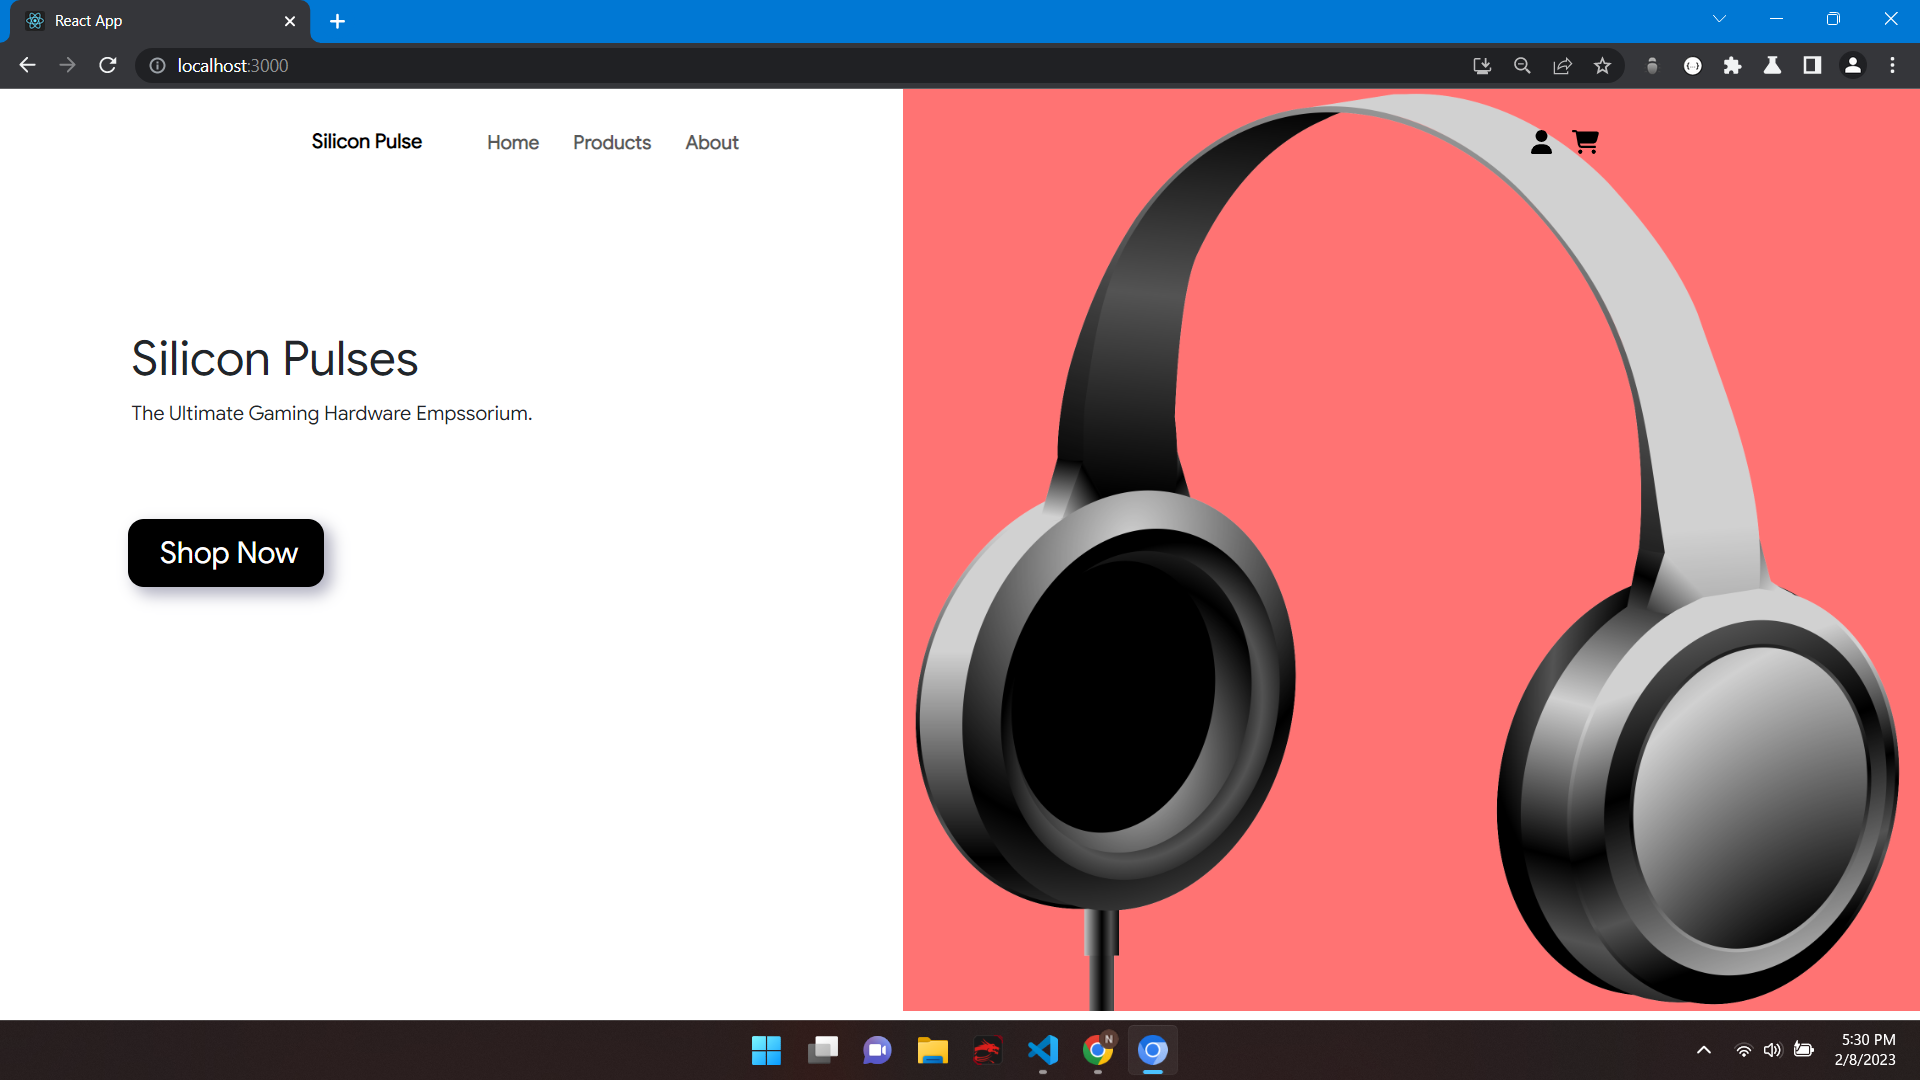 React App
localhost:3000
Silicon Pulse Home Products About
Silicon Pulses
The Ultimate Gaming Hardware Empssorium.
Shop Now
N
5:30 PM
2/8/2023